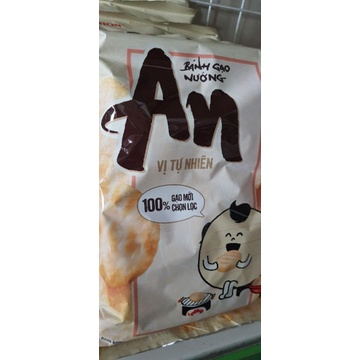 BÁNH GẠO
NƯỚNG
An
VỊ TỰ NHIÊN
100% GẠO MỚI
CHỌN LỌC